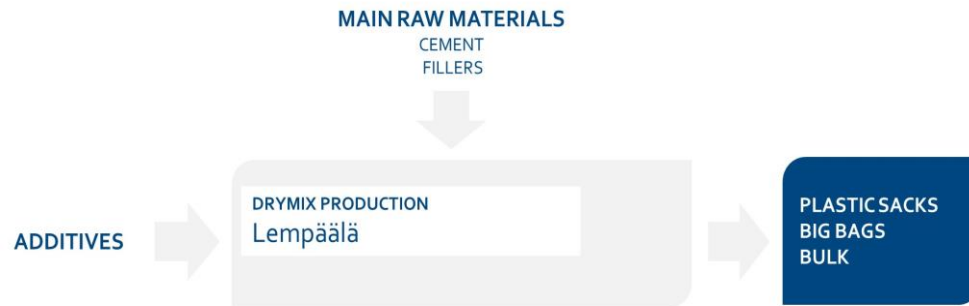 MAIN RAW MATERIALS
CEMENT
FILLERS
DRYMIX PRODUCTION
Lempäälä
ADDITIVES
PLASTIC SACKS
BIG BAGS
BULK